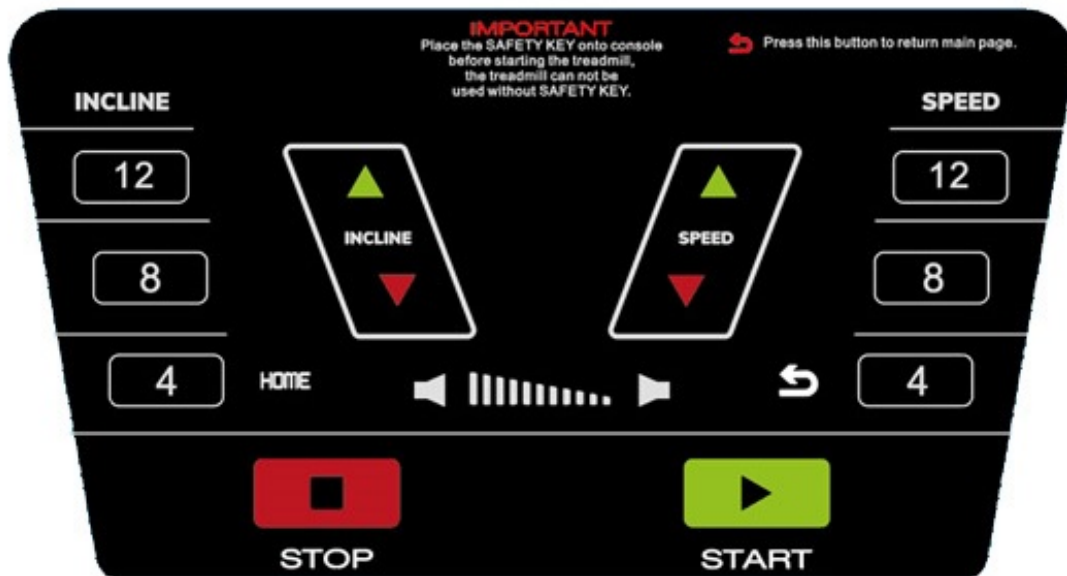 IMPORTANT
Place the SAFETY KEY onto console
before starting the treadmill,
the treadmill can not be
used without SAFETY KEY.
Press this button to return main page.
INCLINE
SPEED
12
12
INCLINE
SPEED
8
8
4
HOME
4
STOP
START